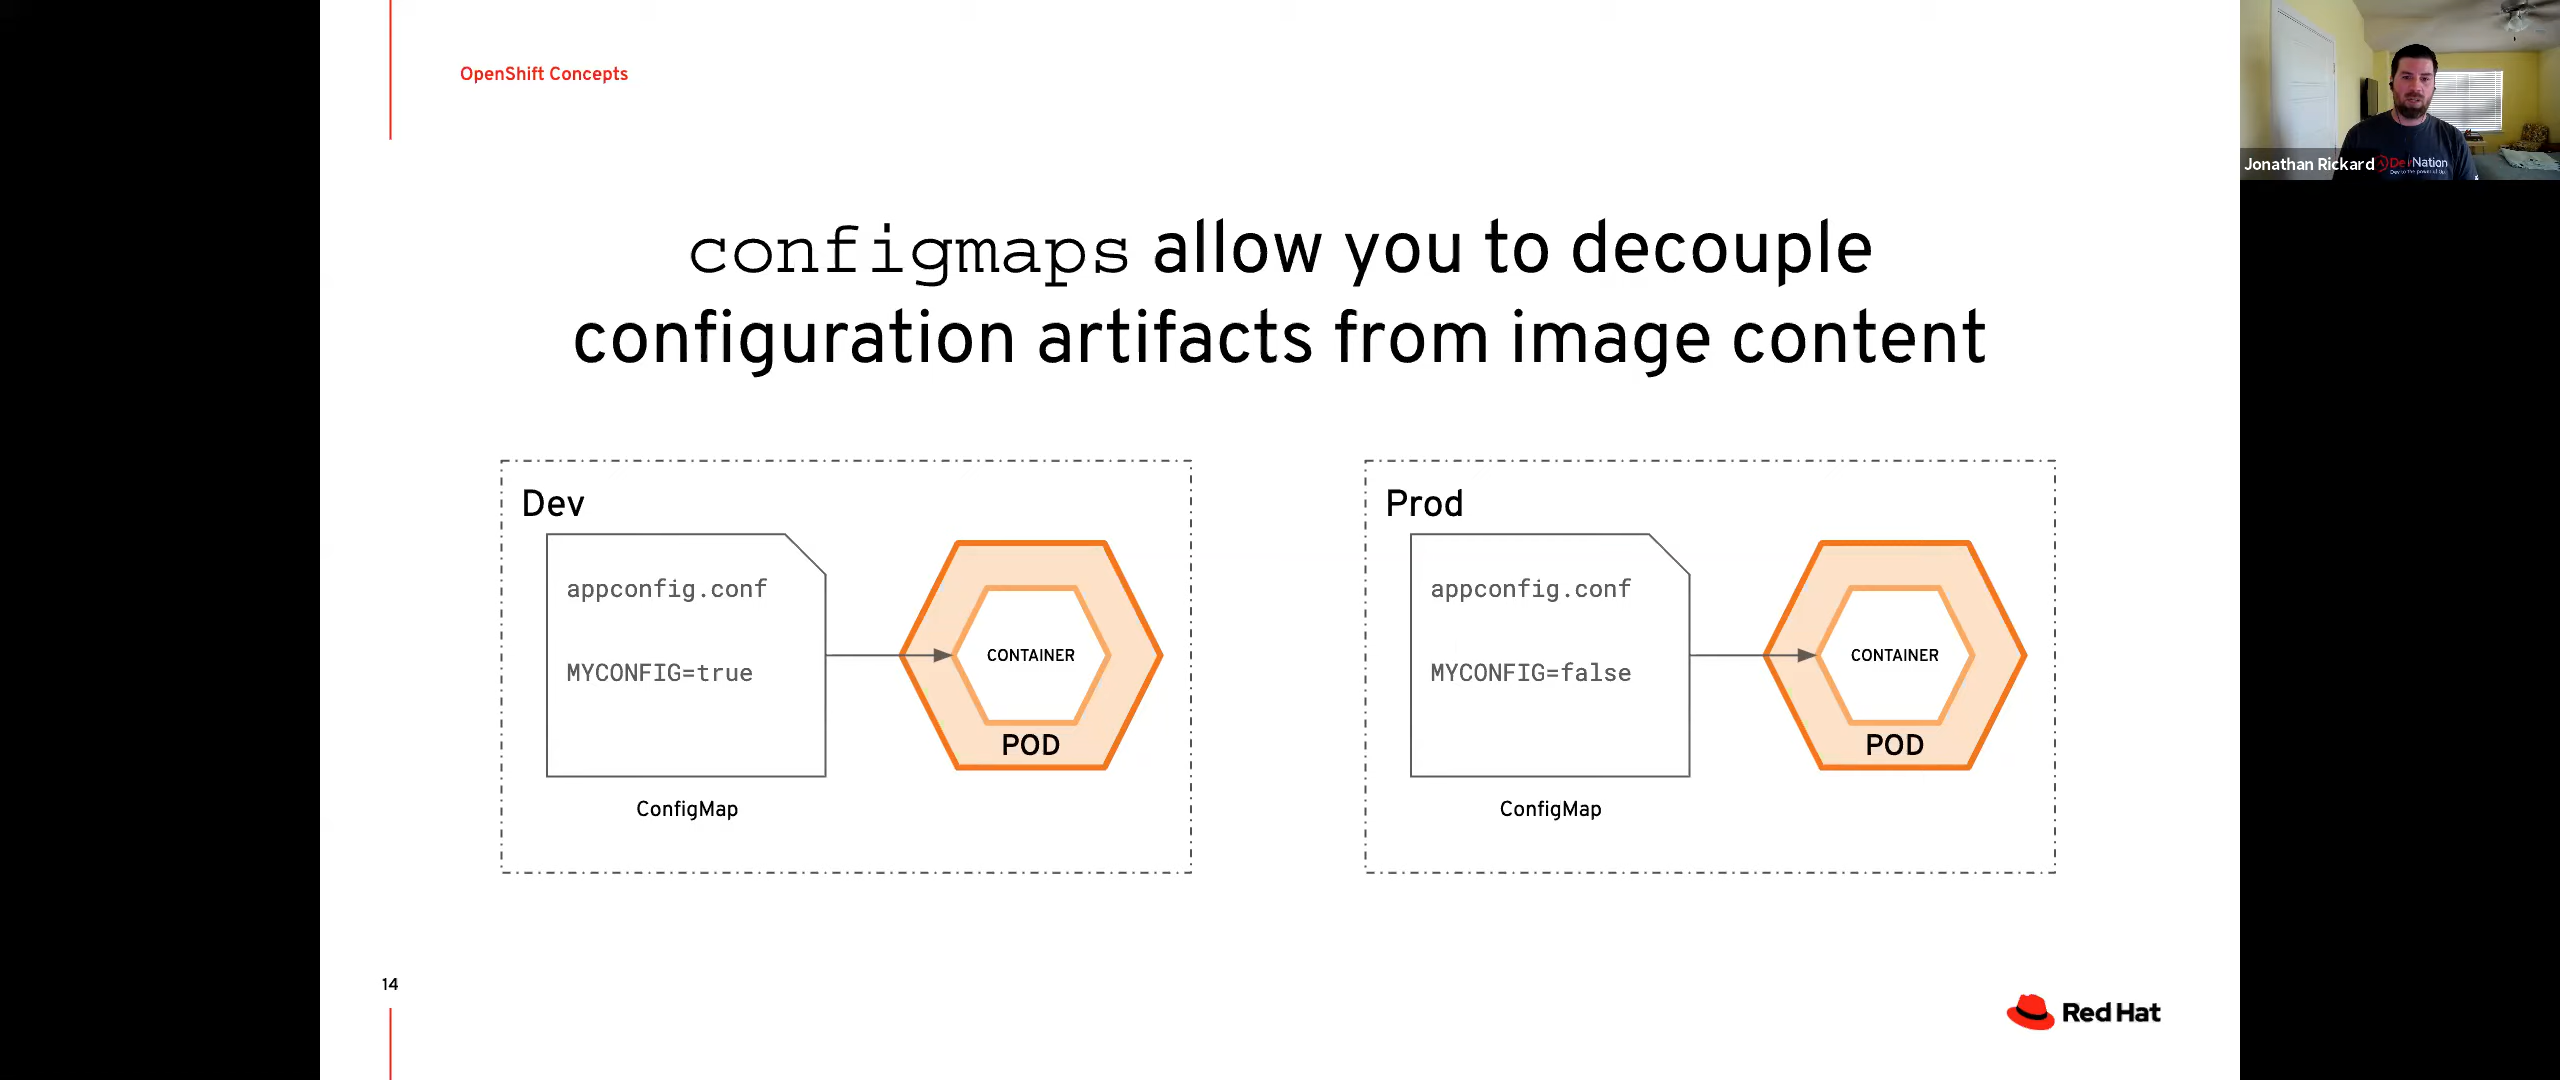 OpenShift Concepts
Jonathan Rickard
DevNation
configmaps allow you to decouple
configuration artifacts from image content
Dev
appconfig.conf
MYCONFIG=true
CONTAINER
POD
ConfigMap
Prod
appconfig.conf
MYCONFIG=false
CONTAINER
POD
ConfigMap
14
Red Hat